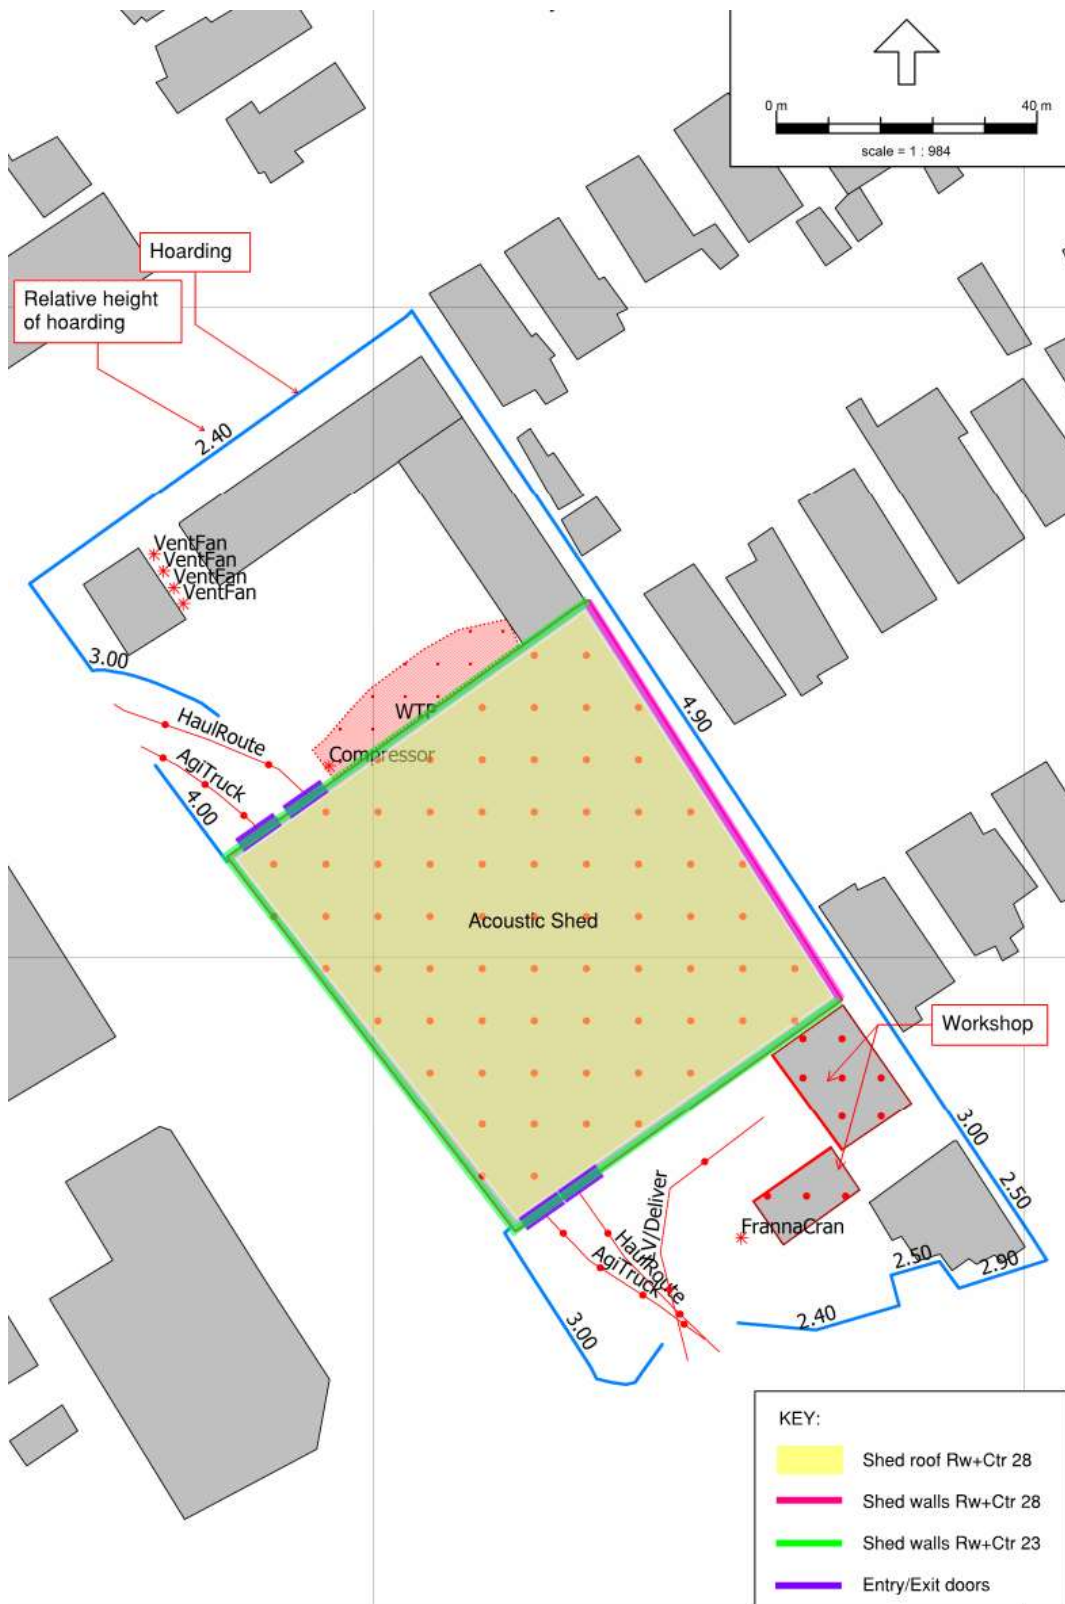 0 m
40 m
scale = 1 : 984
Hoarding
Relative height
of hoarding
2.40
VentFan
VentFan
VentFan
VentFan
3.00
HaulRoute
WTP
4.90
Compressor
AgiTruck
4.00
Acoustic Shed
Workshop
3.00
2.50
V/Deliver
FrannaCran
HaulRoute
AgiTruck
2.50
2.90
2.40
3.00
KEY:
Shed roof Rw+Ctr 28
Shed walls Rw+Ctr 28
Shed walls Rw+Ctr 23
Entry/Exit doors